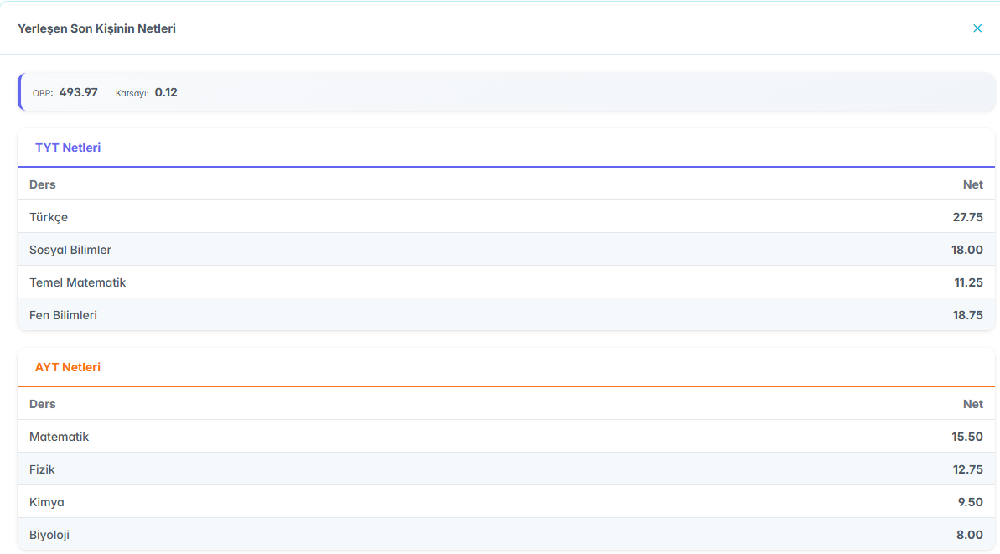 Yerleşen Son Kişinin Netleri
OBP: 493.97 Katsayı: 0.12
TYT Netleri
Ders Net
Türkçe 27.75
Sosyal Bilimler 18.00
Temel Matematik 11.25
Fen Bilimleri 18.75
AYT Netleri
Ders Net
Matematik 15.50
Fizik 12.75
Kimya 9.50
Biyoloji 8.00